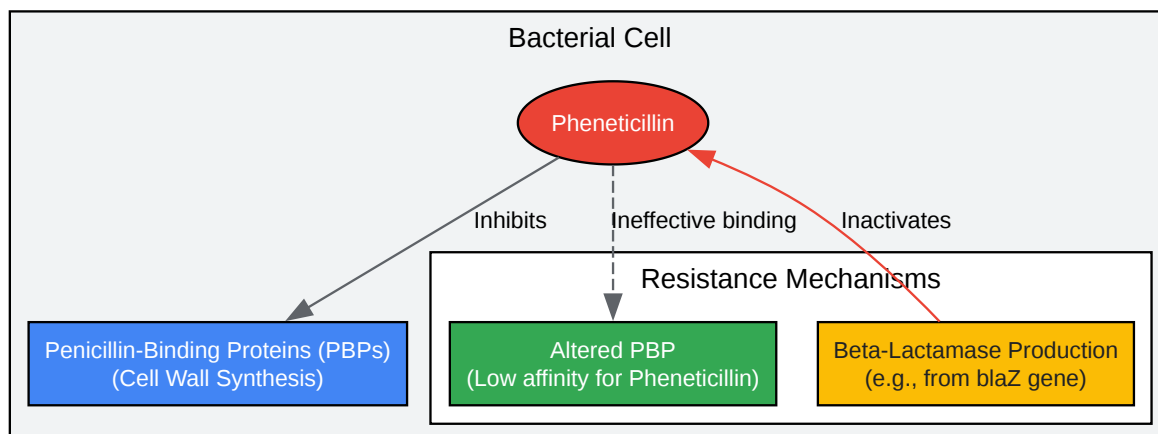 Bacterial Cell
Pheneticillin
Inhibits
Ineffective binding
Inactivates
Resistance Mechanisms
Penicillin-Binding Proteins (PBPs)
(Cell Wall Synthesis)
Altered PBP
(Low affinity for Pheneticillin)
Beta-Lactamase Production
(e.g., from blaZ gene)